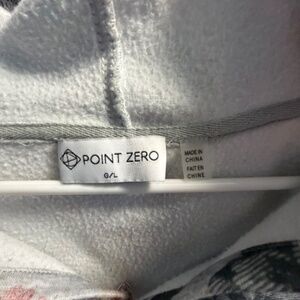 POINT ZERO
G/L
MADE IN
CHINA
FAIT EN
CHINE